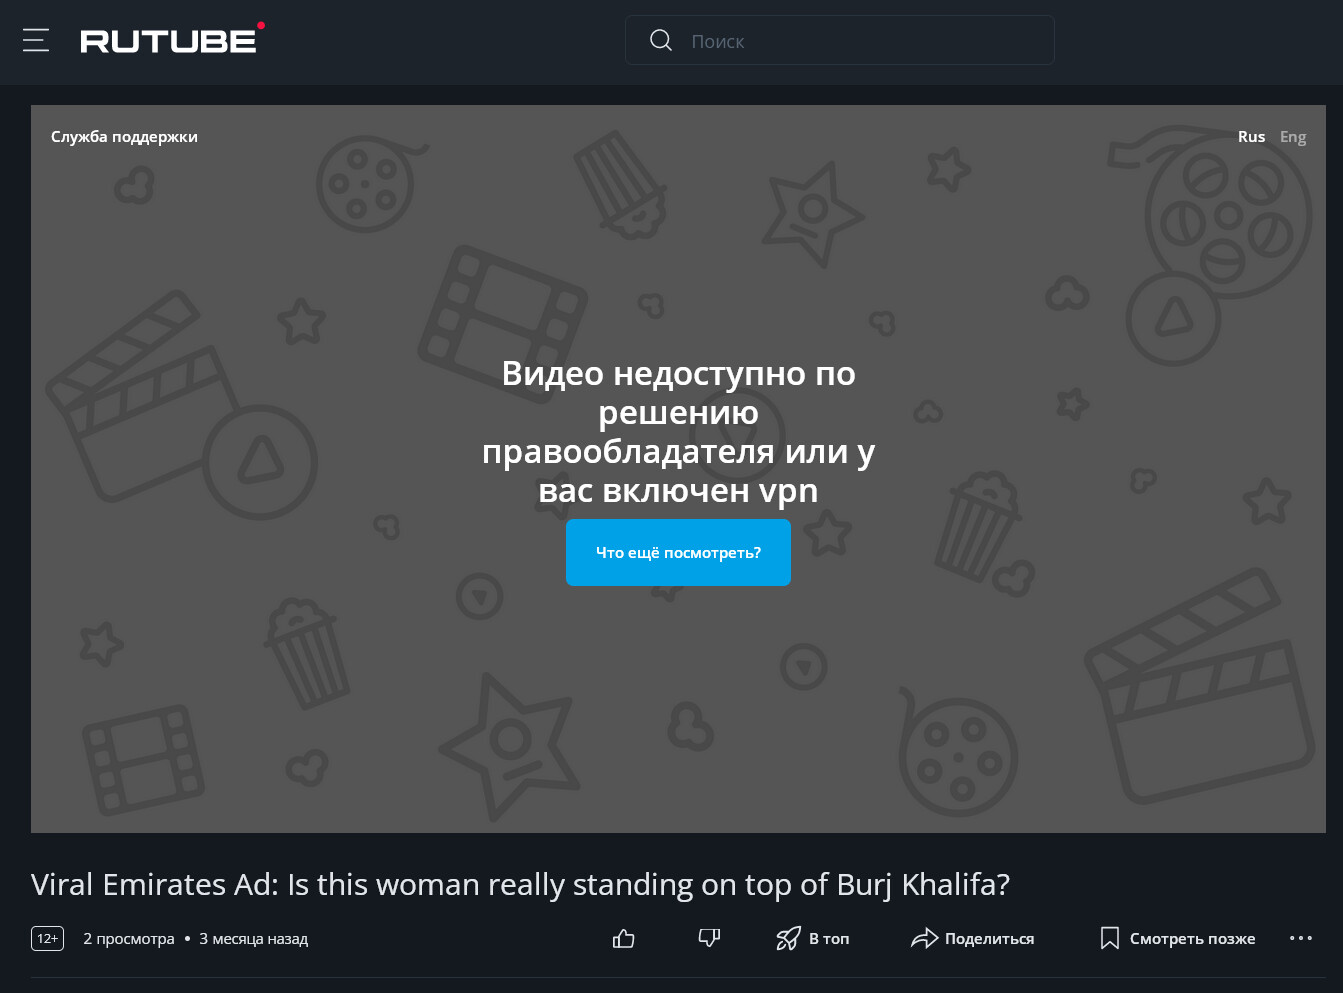 RUTUBE
Поиск
Служба поддержки
Rus Eng
Видео недоступно по
решению
правообладателя или у
вас включен vpn
Что ещё посмотреть?
Viral Emirates Ad: Is this woman really standing on top of Burj Khalifa?
12+ 2 просмотра • 3 месяца назад В топ Поделиться Смотреть позже